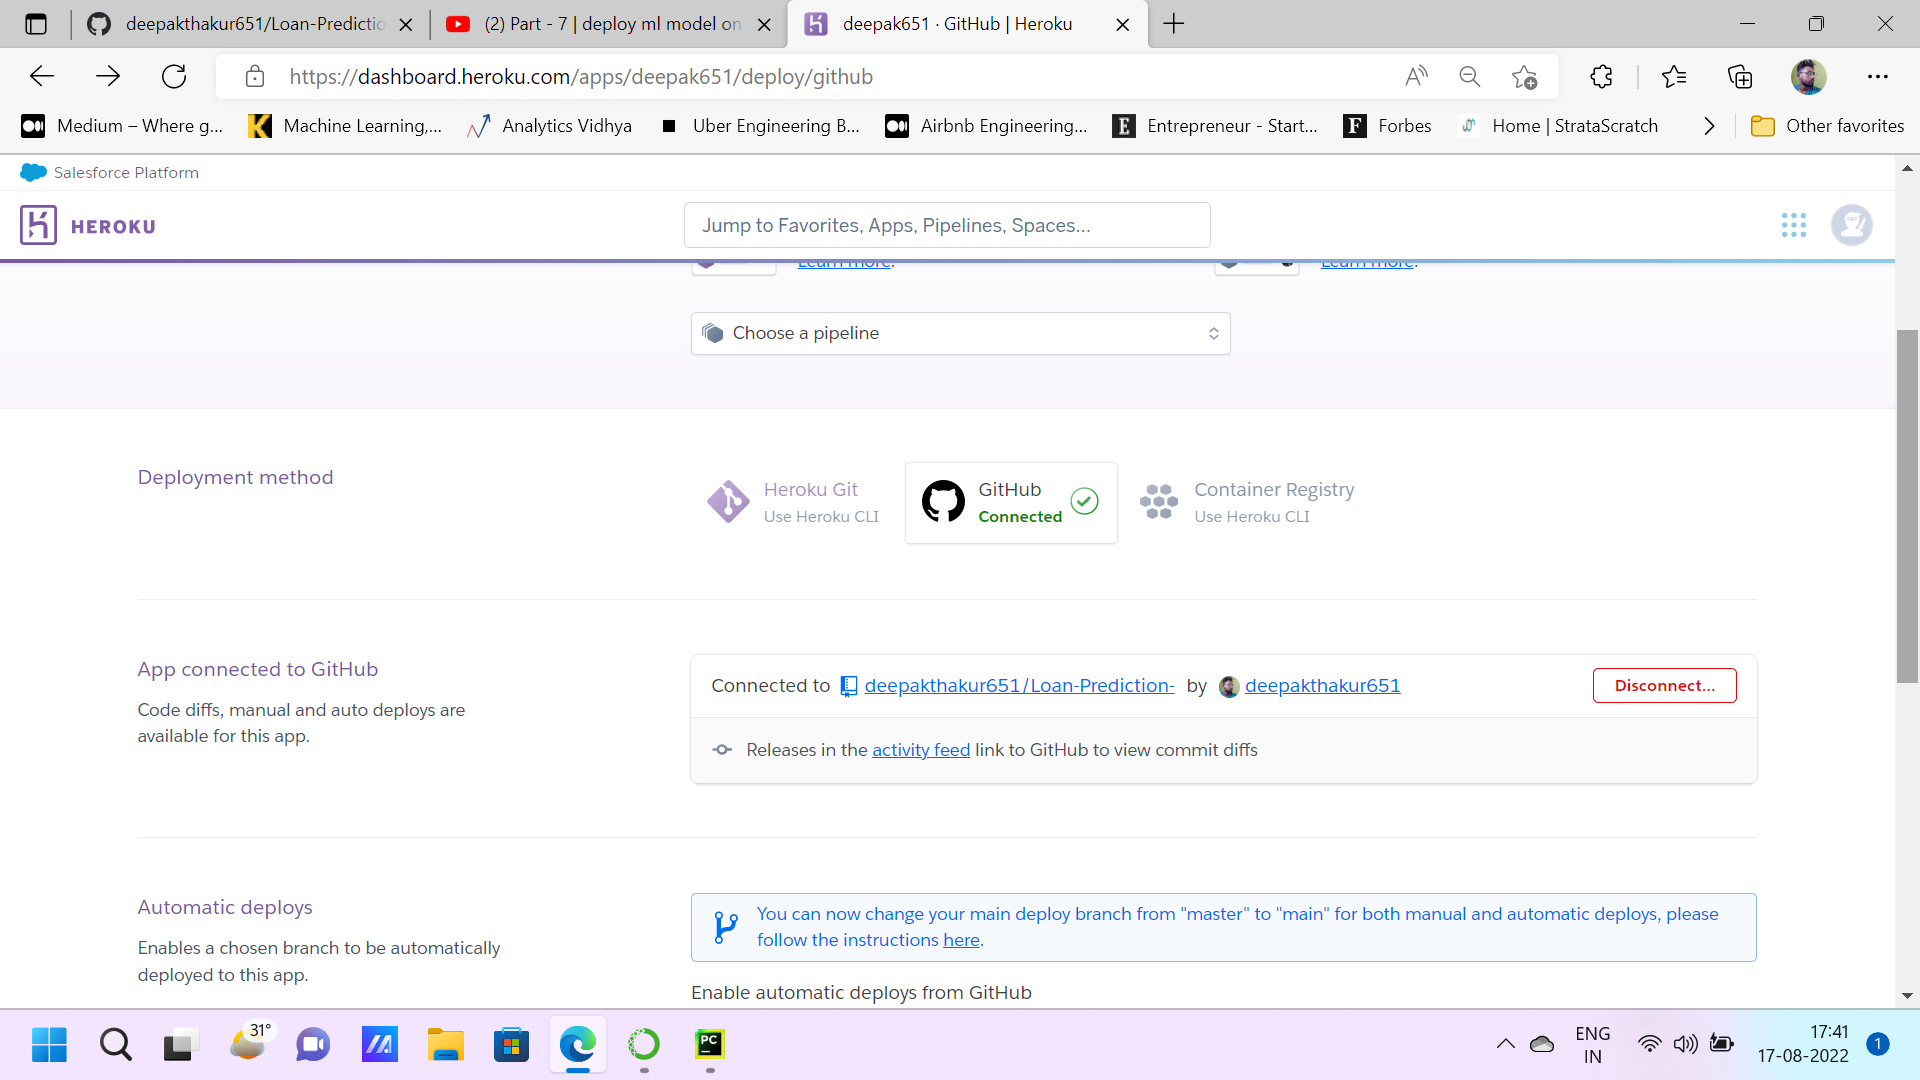 deepakthakur651/Loan-Predictio
(2) Part - 7 | deploy ml model on
deepak651 · GitHub | Heroku
https://dashboard.heroku.com/apps/deepak651/deploy/github
Medium – Where g...
Machine Learning,...
Analytics Vidhya
Uber Engineering B...
Airbnb Engineering...
Entrepreneur - Start...
Forbes
Home | StrataScratch
Other favorites
Salesforce Platform
HEROKU
Jump to Favorites, Apps, Pipelines, Spaces...
Learn more.
Learn more.
Choose a pipeline
Deployment method
Heroku Git
Use Heroku CLI
GitHub
Connected
Container Registry
Use Heroku CLI
App connected to GitHub
Code diffs, manual and auto deploys are
available for this app.
Connected to deepakthakur651/Loan-Prediction- by deepakthakur651
Disconnect...
Releases in the activity feed link to GitHub to view commit diffs
Automatic deploys
Enables a chosen branch to be automatically
deployed to this app.
You can now change your main deploy branch from "master" to "main" for both manual and automatic deploys, please
follow the instructions here.
Enable automatic deploys from GitHub
31°
PC
ENG
IN
17:41
17-08-2022
1